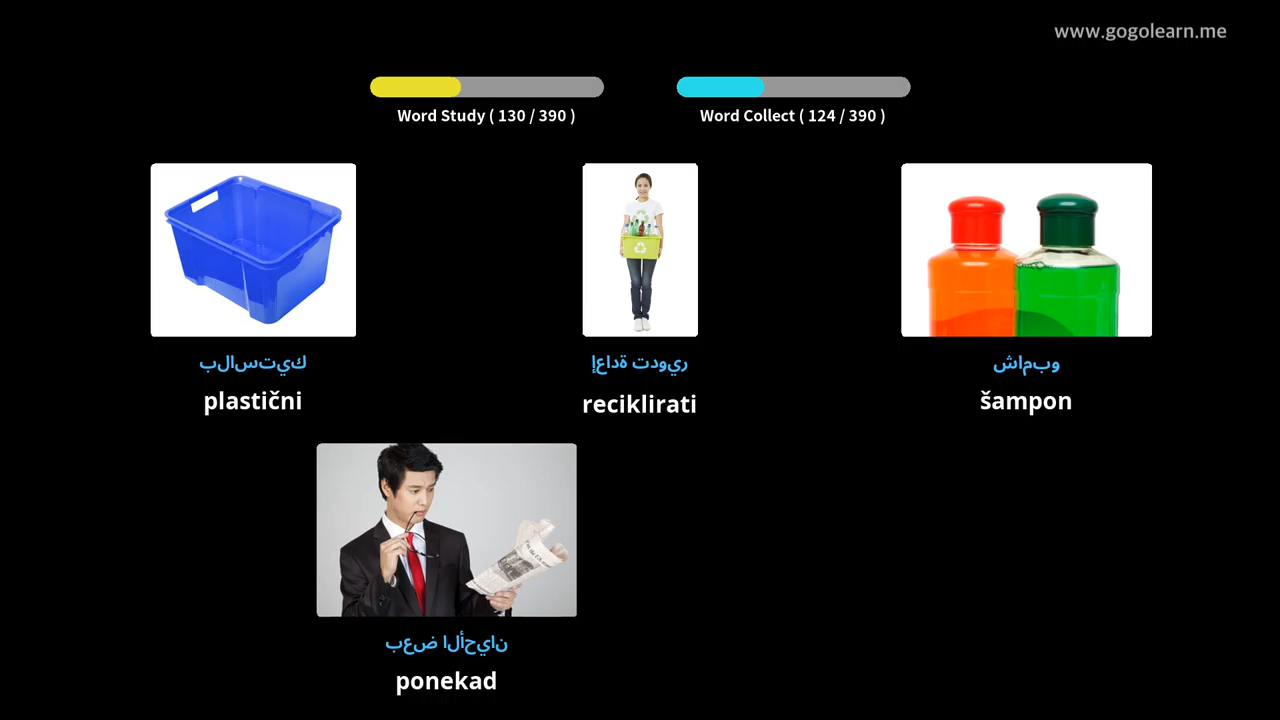 www.gogolearn.me
Word Study ( 130 / 390 )
Word Collect ( 124 / 390 )
بلاستيك
plastični
إعادة تدوير
reciklirati
شامبو
šampon
بعض الأحيان
ponekad